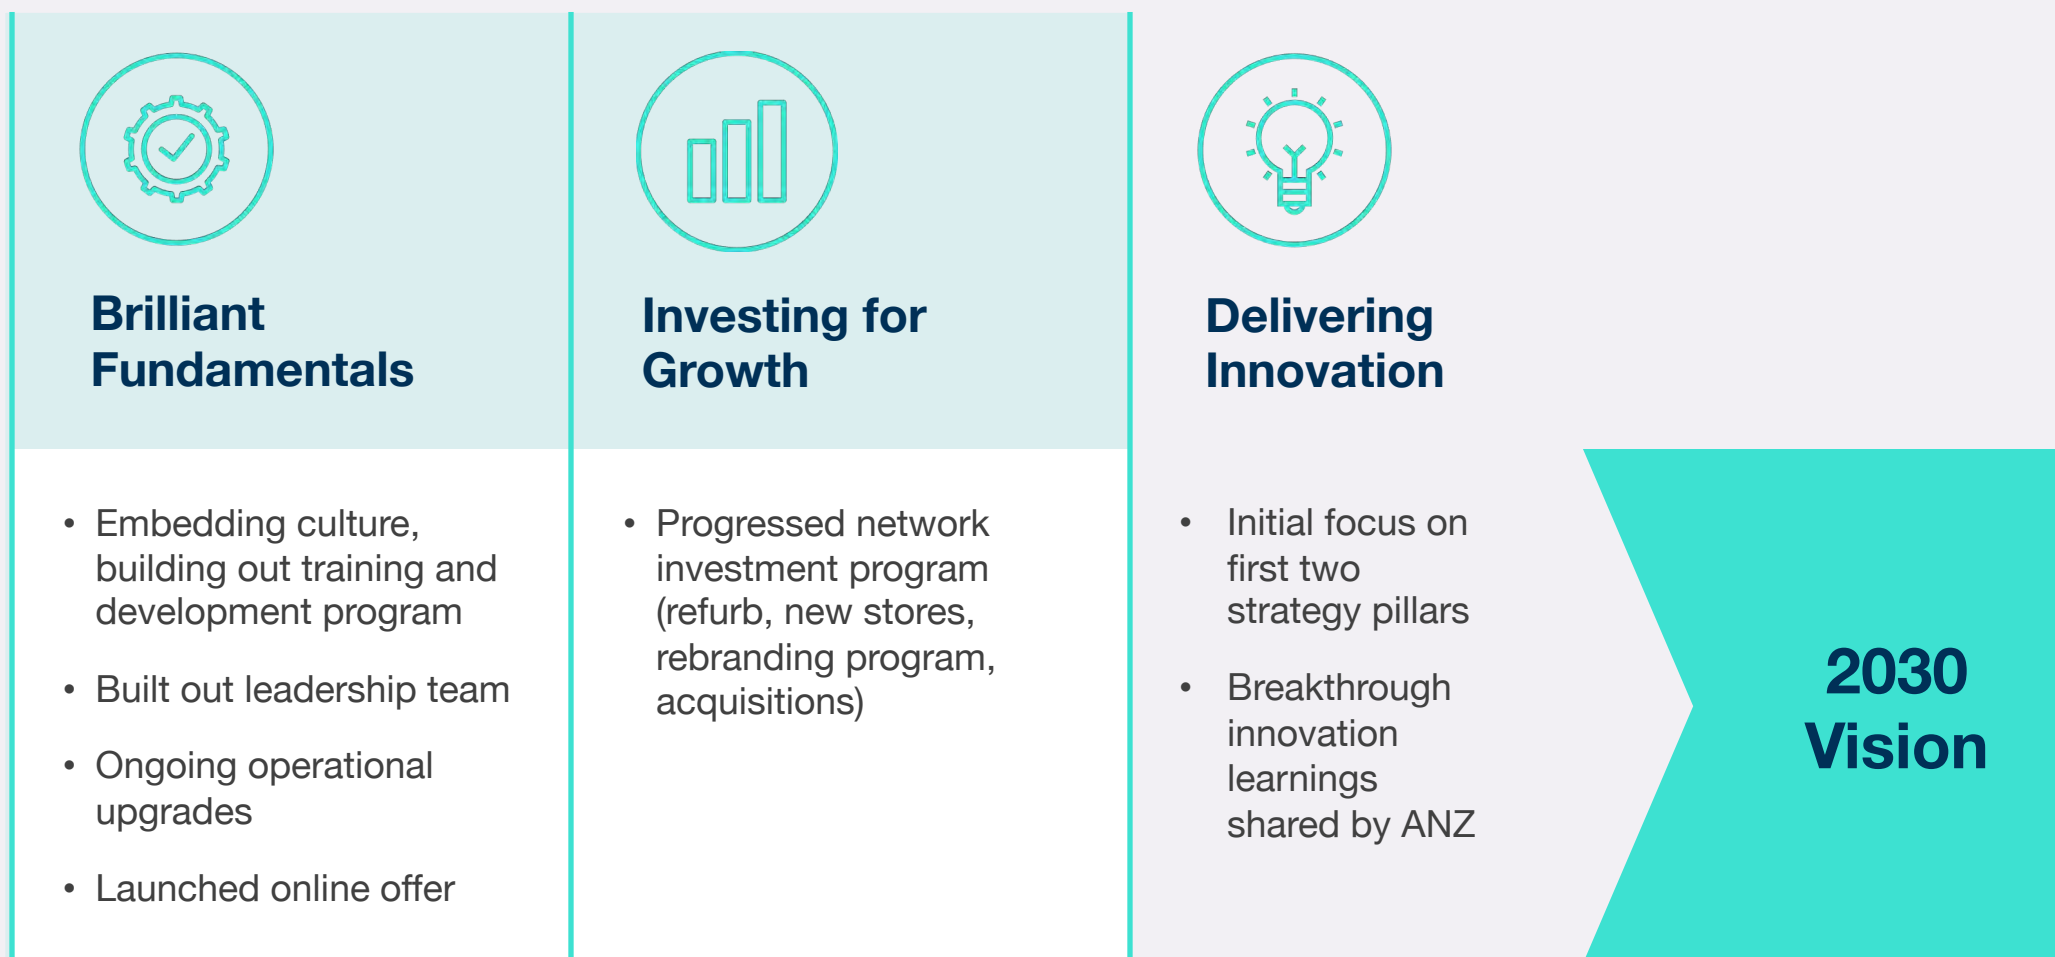 Brilliant
Fundamentals
• Embedding culture,
building out training and
development program
• Built out leadership team
• Ongoing operational
upgrades
• Launched online offer
Investing for
Growth
• Progressed network
investment program
(refurb, new stores,
rebranding program,
acquisitions)
Delivering
Innovation
• Initial focus on
first two
strategy pillars
• Breakthrough
innovation
learnings
shared by ANZ
2030
Vision